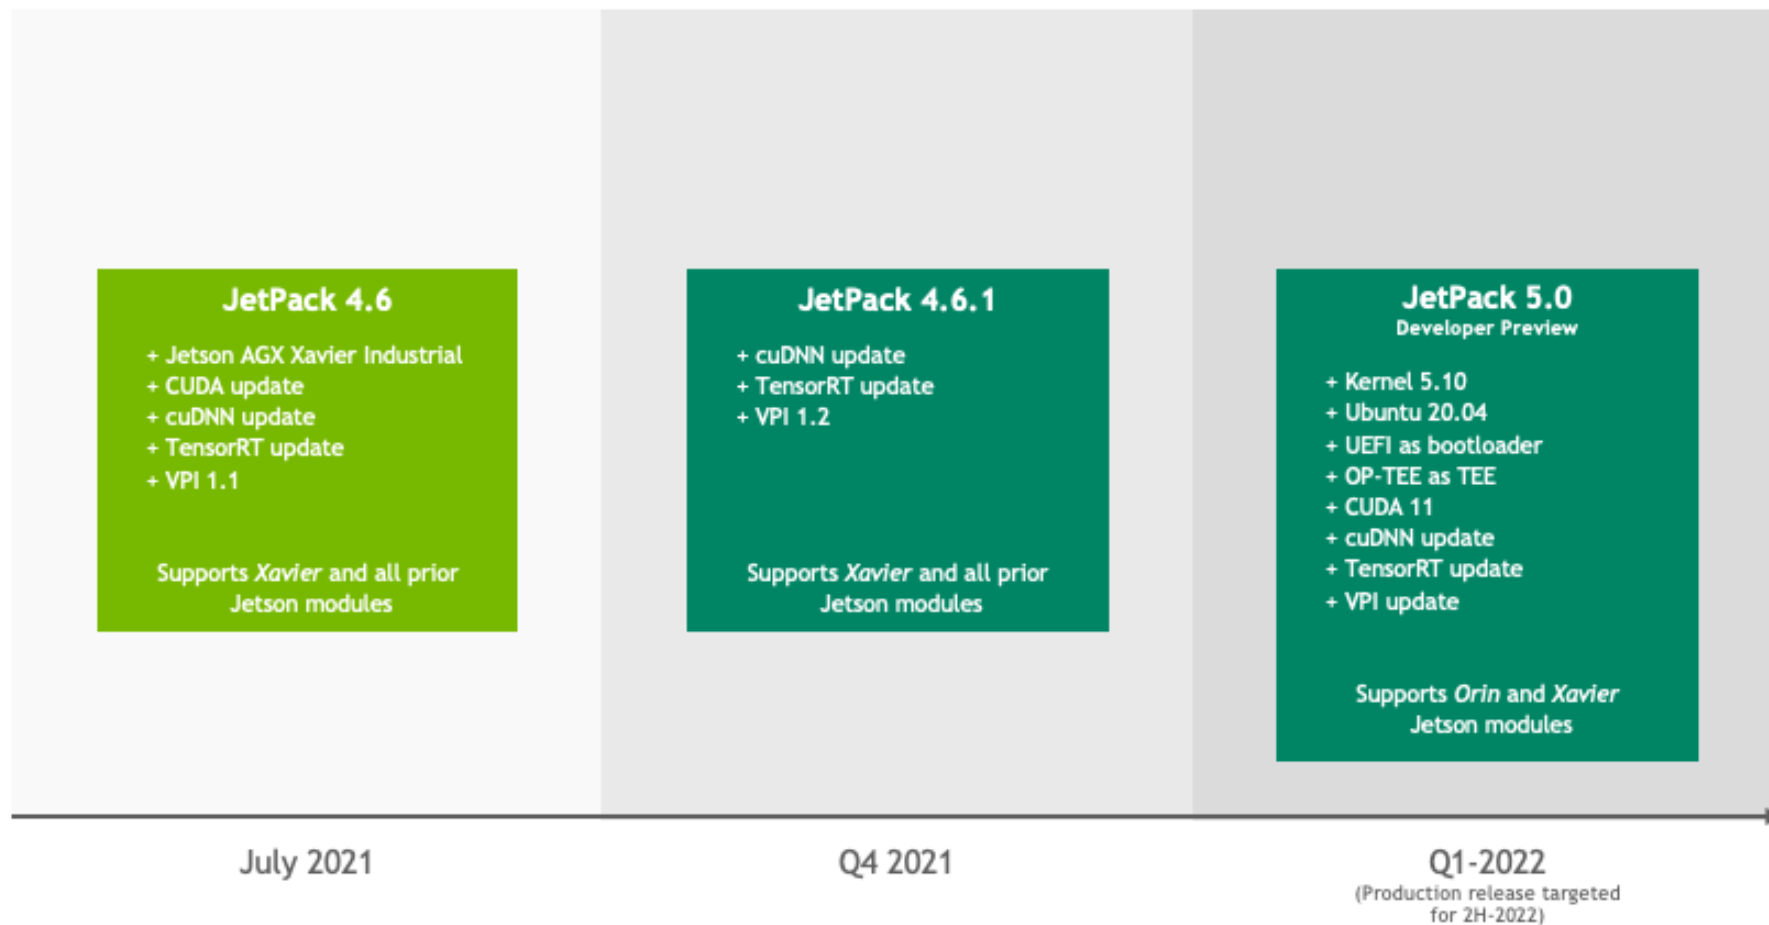 JetPack 4.6
+ Jetson AGX Xavier Industrial
+ CUDA update
+ cuDNN update
+ TensorRT update
+ VPI 1.1
Supports Xavier and all prior
Jetson modules
JetPack 4.6.1
+ cuDNN update
+ TensorRT update
+ VPI 1.2
Supports Xavier and all prior
Jetson modules
JetPack 5.0
Developer Preview
+ Kernel 5.10
+ Ubuntu 20.04
+ UEFI as bootloader
+ OP-TEE as TEE
+ CUDA 11
+ cuDNN update
+ TensorRT update
+ VPI update
Supports Orin and Xavier
Jetson modules
July 2021
Q4 2021
Q1-2022
(Production release targeted
for 2H-2022)